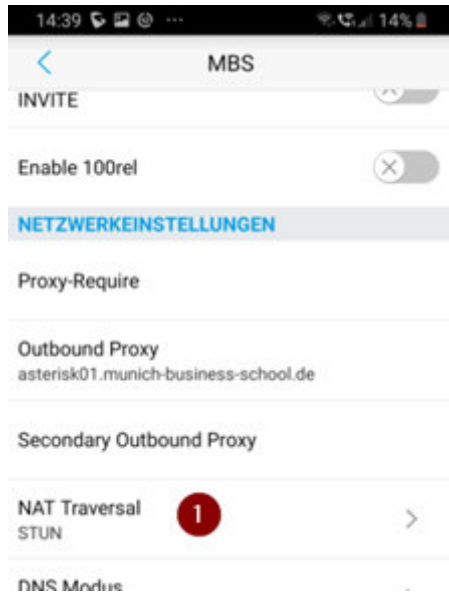 14:39 ... 14%
MBS
INVITE
Enable 100rel
NETZWERKEINSTELLUNGEN
Proxy-Require
Outbound Proxy
asterisk01.munich-business-school.de
Secondary Outbound Proxy
NAT Traversal
1
STUN
DNS Modus